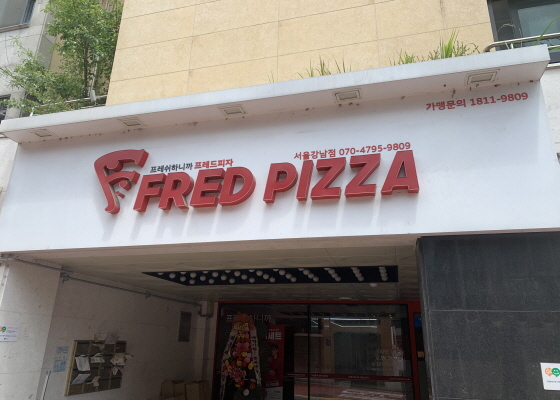 가맹문의 1811-9809
서울강남점 070-4795-9809
프레쉬하니까 프레드피자
FRED PIZZA